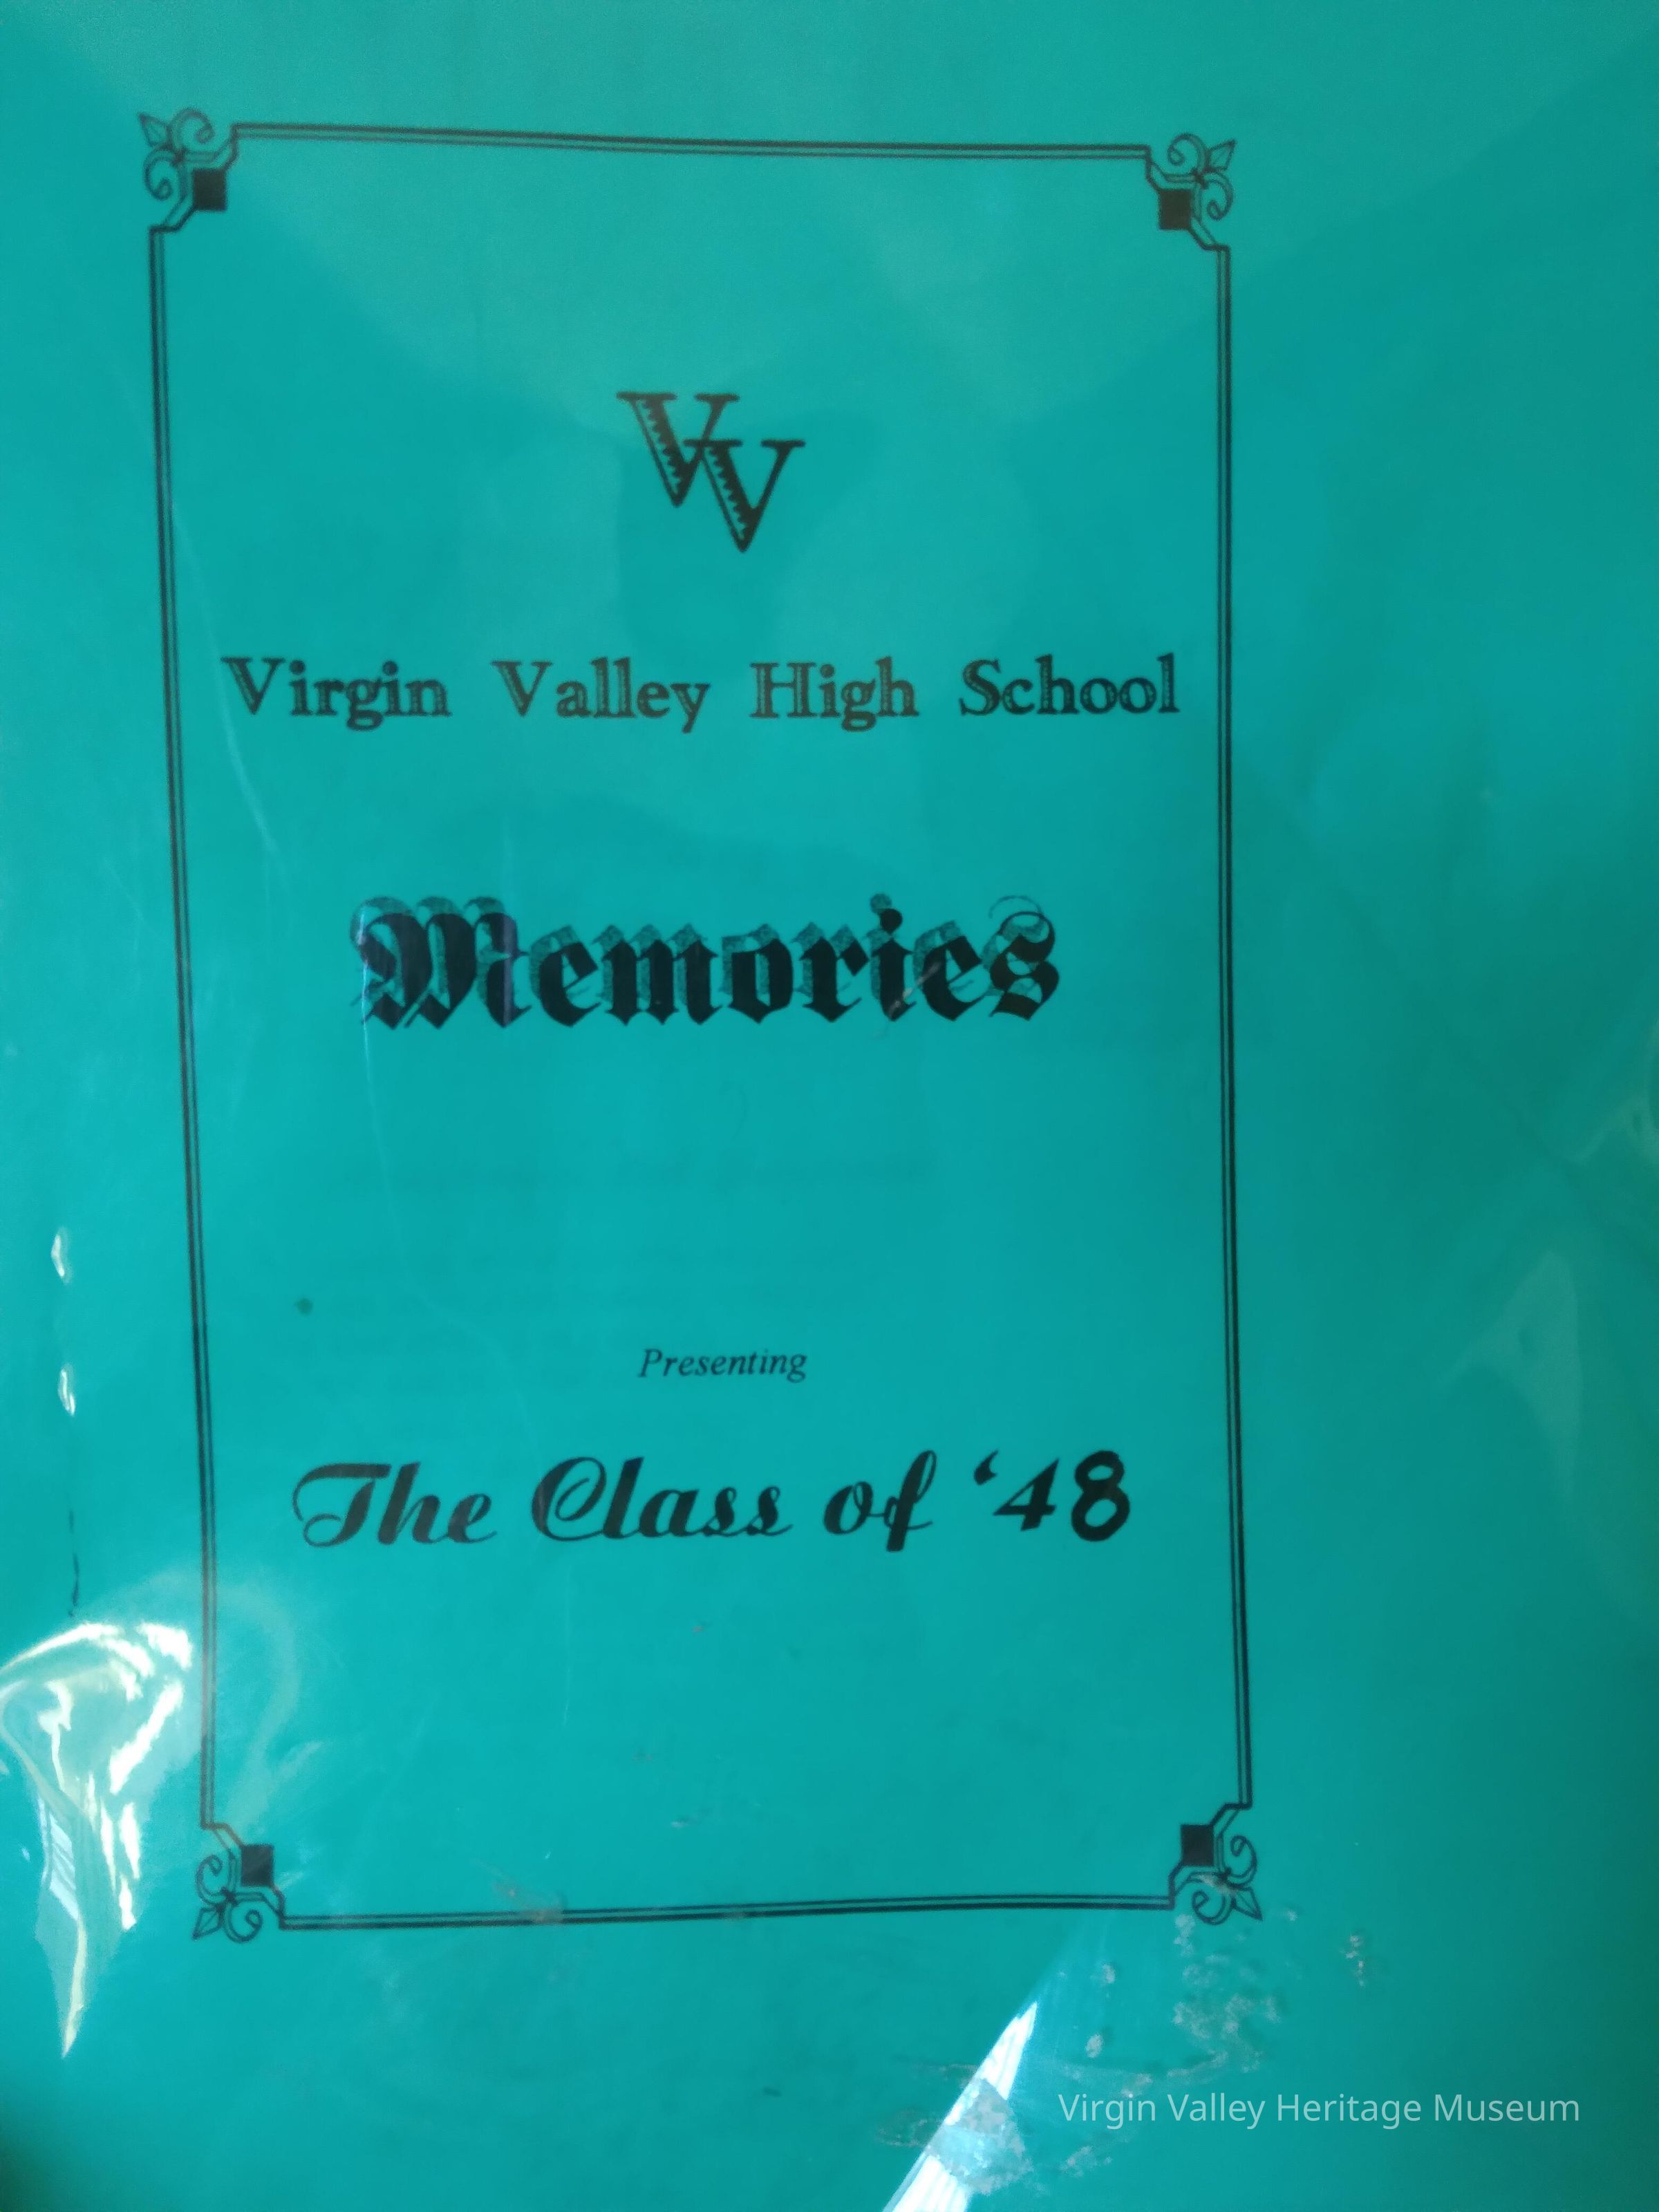 VV
Virgin Valley High School
Memories
Presenting
The Class of ‘48
Virgin Valley Heritage Museum